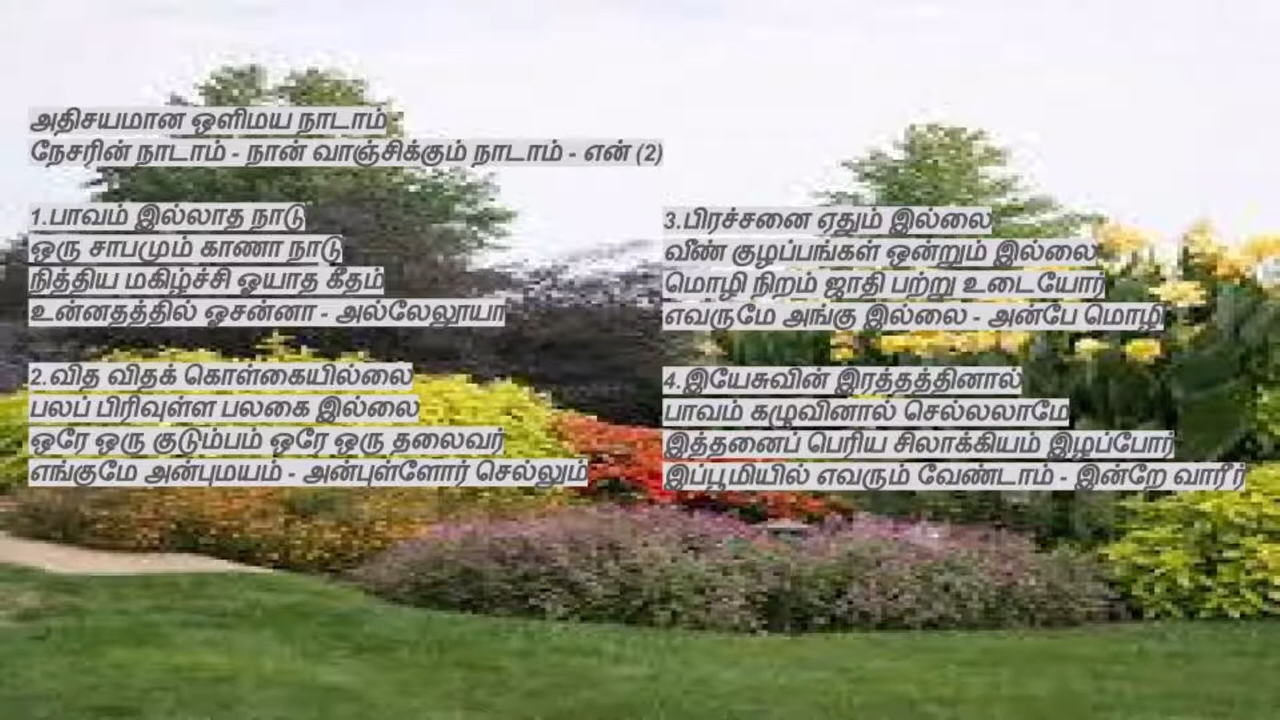 அதிசயமான ஒளிமய நாடாம்
நேசரின் நாடாம் - நான் வாஞ்சிக்கும் நாடாம் - என் (2)
1.பாவம் இல்லாத நாடு
ஒரு சாபமும் காணா நாடு
நித்திய மகிழ்ச்சி ஓயாத கீதம்
உன்னதத்தில் ஓசன்னா - அல்லேலூயா
2.வித விதக் கொள்கையில்லை
பலப் பிரிவுள்ள பலகை இல்லை
ஒரே ஒரு குடும்பம் ஒரே ஒரு தலைவர்
எங்குமே அன்புமயம் - அன்புள்ளோர் செல்லும்
3.பிரச்சனை ஏதும் இல்லை
வீண் குழப்பங்கள் ஒன்றும் இல்லை
மொழி நிறம் ஜாதி பற்று உடையோர்
எவருமே அங்கு இல்லை - அன்பே மொழி
4.இயேசுவின் இரத்தத்தினால்
பாவம் கழுவினால் செல்லலாமே
இத்தனைப் பெரிய சிலாக்கியம் இழப்போர்
இப்பூமியில் எவரும் வேண்டாம் - இன்றே வாரீர்